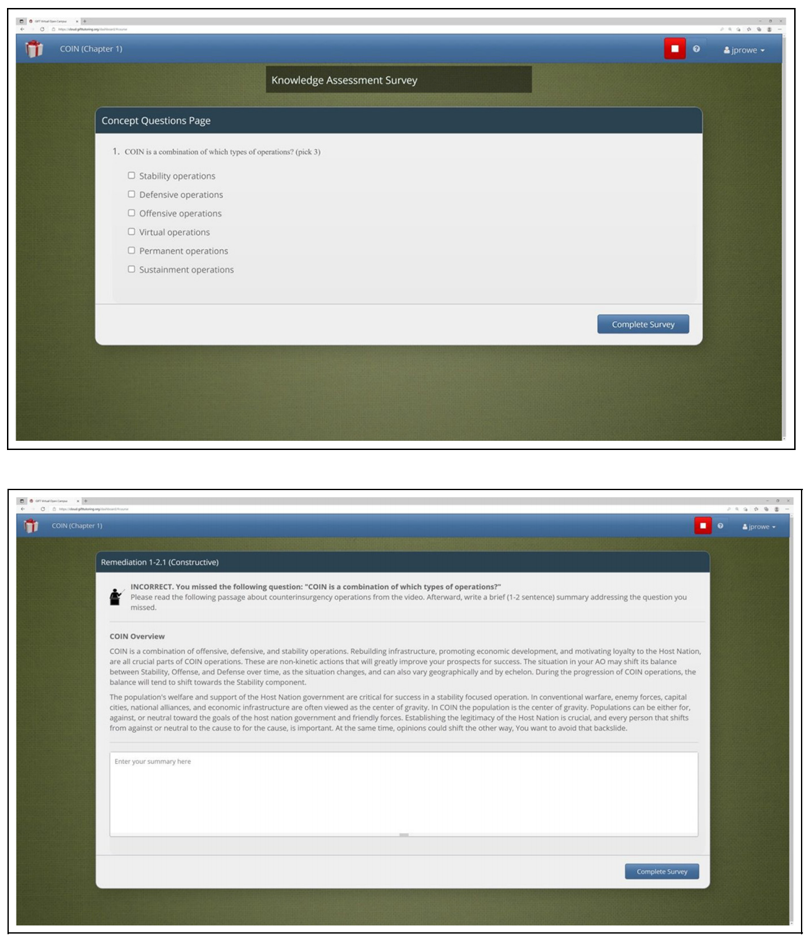 COIN (Chapter 1)
jprowe
Knowledge Assessment Survey
Concept Questions Page
1. COIN is a combination of which types of operations? (pick 3)
Stability operations
Defensive operations
Offensive operations
Virtual operations
Permanent operations
Sustainment operations
Complete Survey
COIN (Chapter 1)
jprowe
Remediation 1-2.1 (Constructive)
INCORRECT. You missed the following question: "COIN is a combination of which types of operations?"
Please read the following passage about counterinsurgency operations from the video. Afterward, write a brief (1-2 sentence) summary addressing the question you
missed.
COIN Overview
COIN is a combination of offensive, defensive, and stability operations. Rebuilding infrastructure, promoting economic development, and motivating loyalty to the Host Nation,
are all crucial parts of COIN operations. These are non-kinetic actions that will greatly improve your prospects for success. The situation in your AO may shift its balance
between Stability, Offense, and Defense over time, as the situation changes, and can also vary geographically and by echelon. During the progression of COIN operations, the
balance will tend to shift towards the Stability component.
The population's welfare and support of the Host Nation government are critical for success in a stability focused operation. In conventional warfare, enemy forces, capital
cities, national alliances, and economic infrastructure are often viewed as the center of gravity. In COIN the population is the center of gravity. Populations can be either for,
against, or neutral toward the goals of the host nation government and friendly forces. Establishing the legitimacy of the Host Nation is crucial, and every person that shifts
from against or neutral to the cause to for the cause, is important. At the same time, opinions could shift the other way, You want to avoid that backslide.
Enter your summary here
Complete Survey